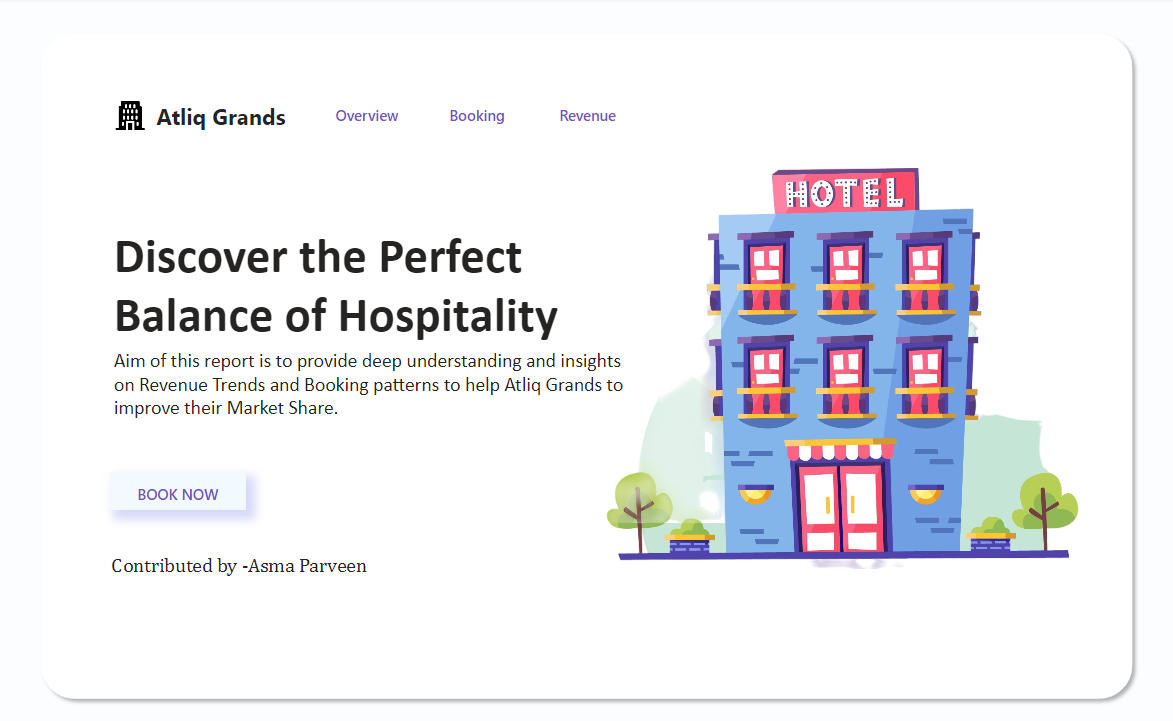 Atliq Grands
Overview
Booking
Revenue
HOTEL
Discover the Perfect
Balance of Hospitality
Aim of this report is to provide deep understanding and insights
on Revenue Trends and Booking patterns to help Atliq Grands to
improve their Market Share.
BOOK NOW
Contributed by -Asma Parveen